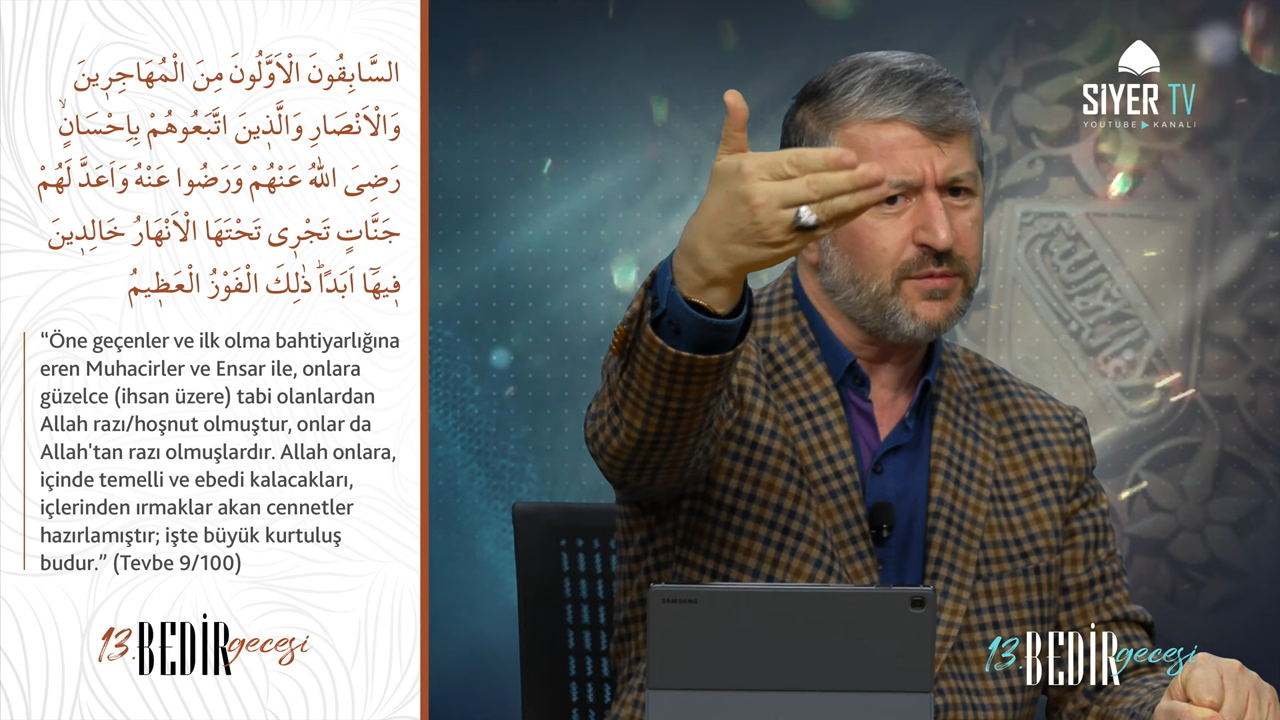 السَّابِقُونَ الْاَوَّلُونَ مِنَ الْمُهَاجِر۪ينَ
وَالْاَنْصَارِ وَالَّذ۪ينَ اتَّبَعُوهُمْ بِاِحْسَانٍۙ
رَضِىَ اللّٰهُ عَنْهُمْ وَرَضُوا عَنْهُ وَاَعَدَّ لَهُمْ
جَنَّاتٍ تَجْر۪ى تَحْتَهَا الْاَنْهَارُ خَالِد۪ينَ
ف۪يهَٓا اَبَدًاۜ ذٰلِكَ الْفَوْزُ الْعَظ۪يمُ
“Öne geçenler ve ilk olma bahtiyarlığına
eren Muhacirler ve Ensar ile, onlara
güzelce (ihsan üzere) tabi olanlardan
Allah razı/hoşnut olmuştur, onlar da
Allah'tan razı olmuşlardır. Allah onlara,
içinde temelli ve ebedi kalacakları,
içlerinden ırmaklar akan cennetler
hazırlamıştır; işte büyük kurtuluş
budur.” (Tevbe 9/100)
13. BEDİR gecesi
SİYER TV
YOUTUBE KANALI
SAMSUNG
13. BEDİR gecesi